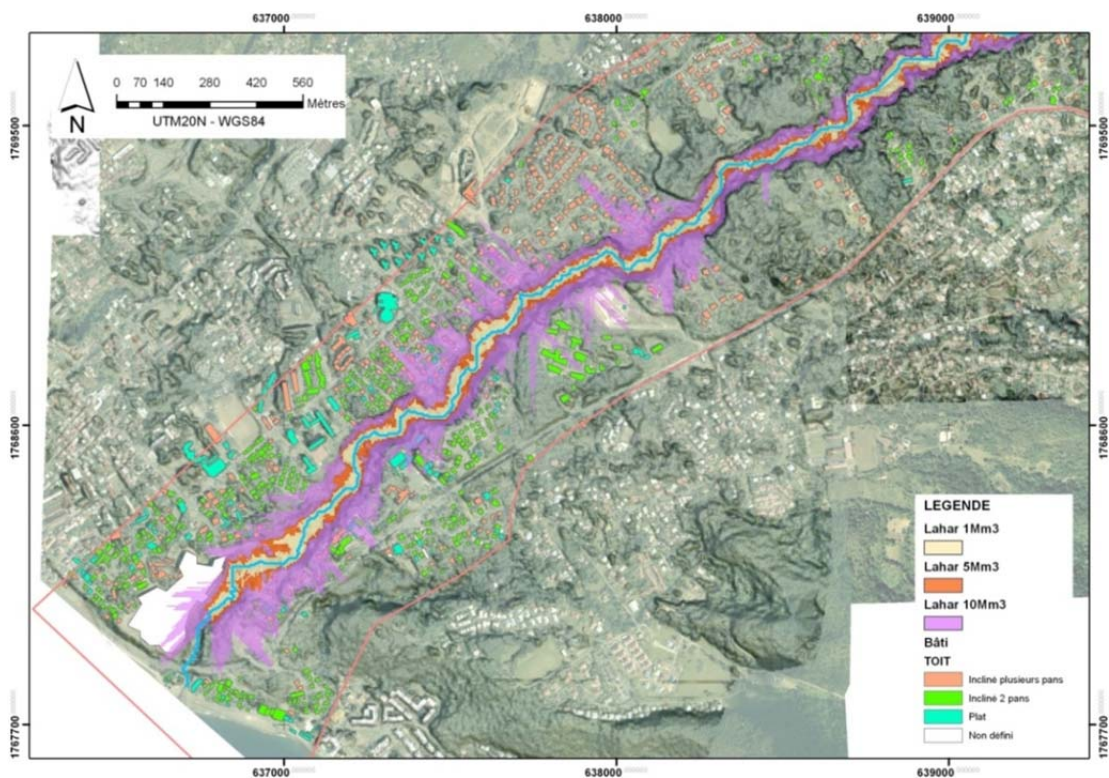 637000 638000 639000
0 70 140 280 420 560
Mètres
UTM20N - WGS84
N
1769500 1769500
1768600 1768600
LEGENDE
Lahar 1Mm3
Lahar 5Mm3
Lahar 10Mm3
Bâti
TOIT
Incliné plusieurs pans
Incliné 2 pans
Plat
Non défini
1767700 1767700
637000 638000 639000